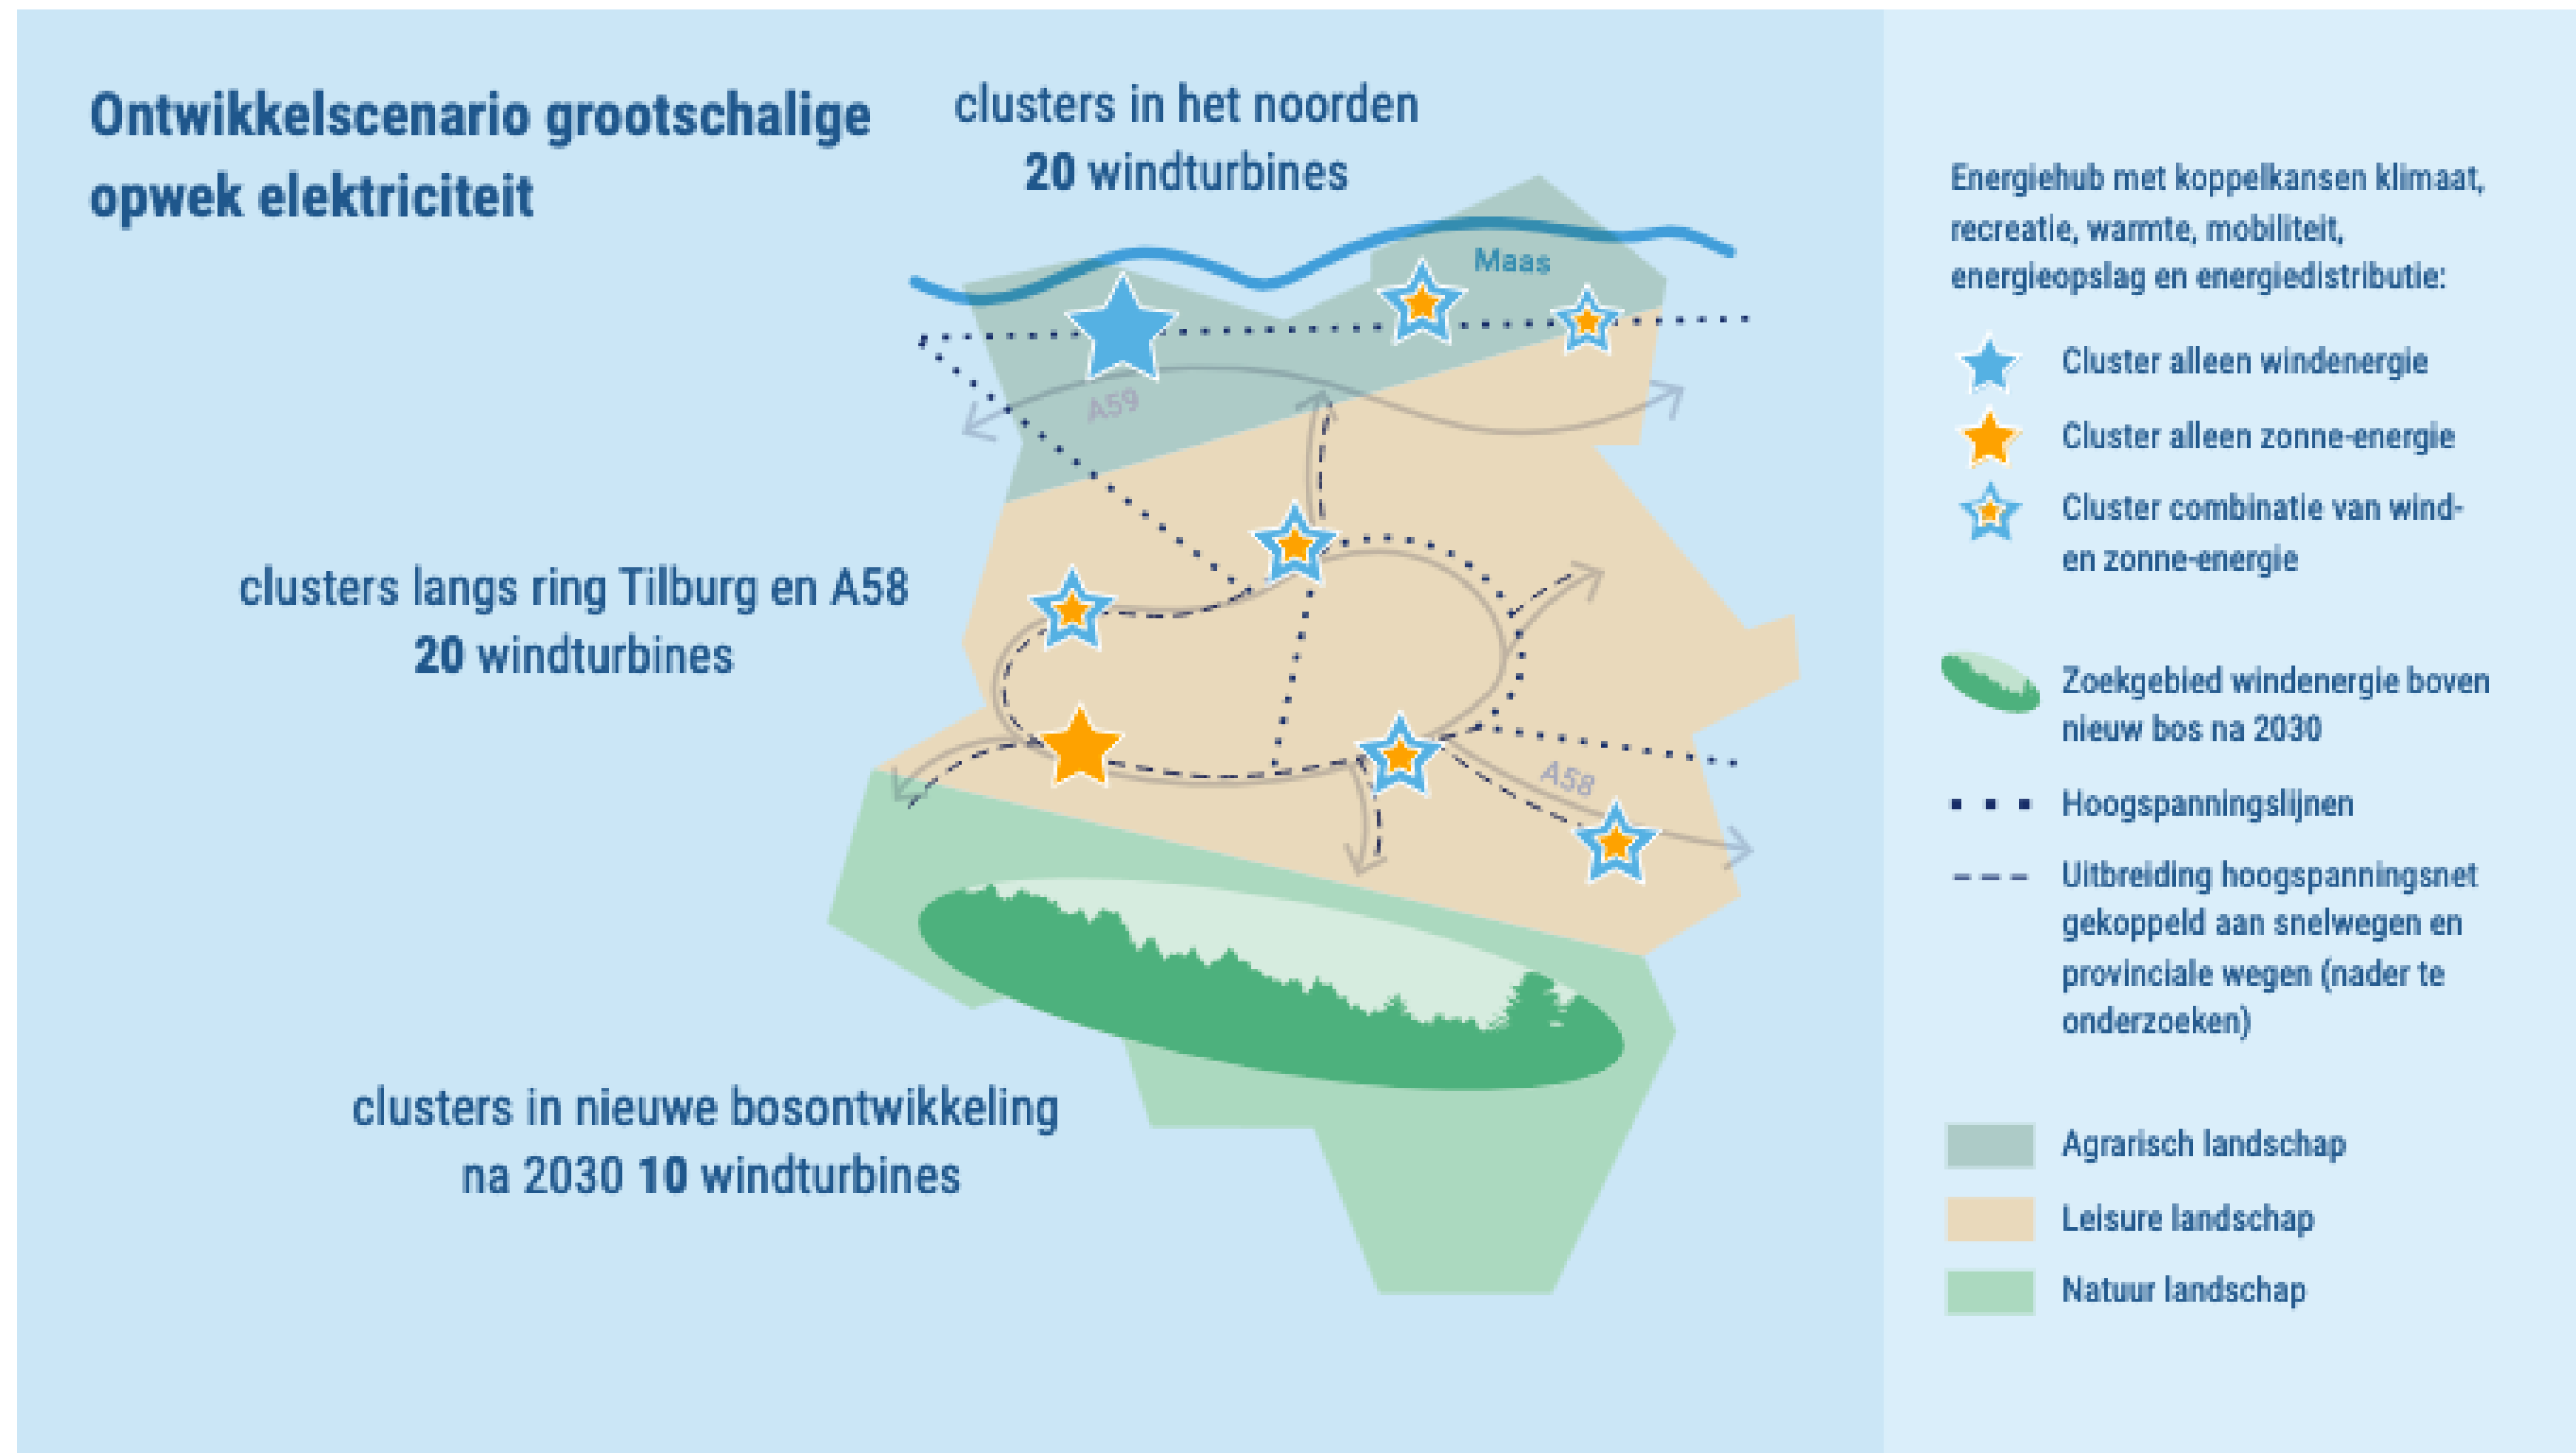 Ontwikkelscenario grootschalige
opwek elektriciteit
clusters in het noorden
20 windturbines
Maas
A59
clusters langs ring Tilburg en A58
20 windturbines
A58
clusters in nieuwe bosontwikkeling
na 2030 10 windturbines
Energiehub met koppelkansen klimaat,
recreatie, warmte, mobiliteit,
energieopslag en energiedistributie:
Cluster alleen windenergie
Cluster alleen zonne-energie
Cluster combinatie van wind-
en zonne-energie
Zoekgebied windenergie boven
nieuw bos na 2030
Hoogspanningslijnen
Uitbreiding hoogspanningsnet
gekoppeld aan snelwegen en
provinciale wegen (nader te
onderzoeken)
Agrarisch landschap
Leisure landschap
Natuur landschap